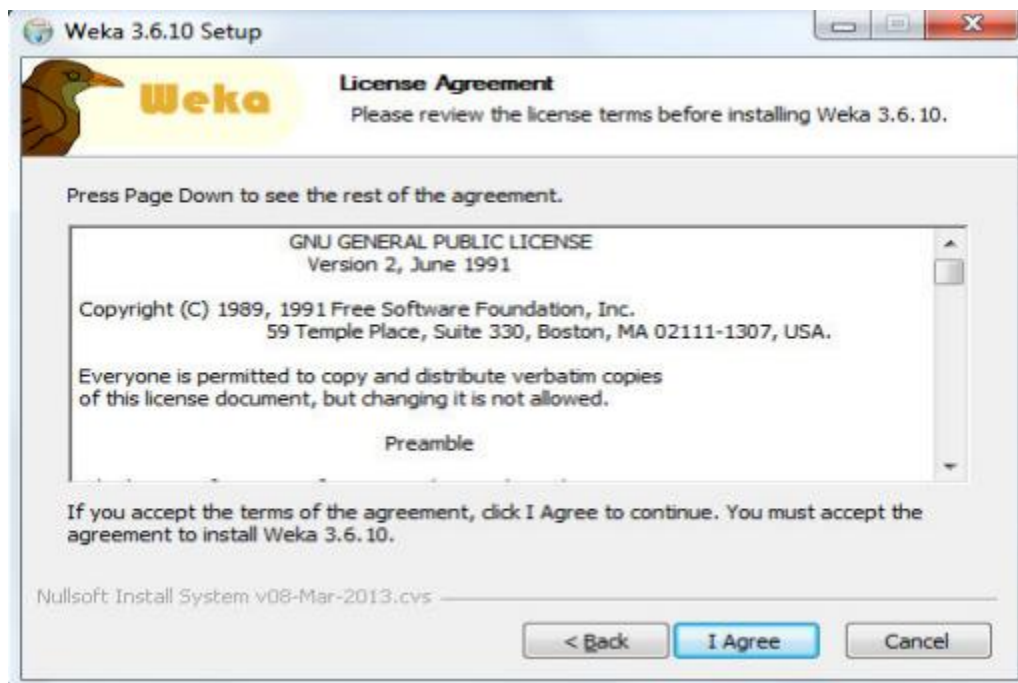 Weka 3.6.10 Setup
Weka
License Agreement
Please review the license terms before installing Weka 3.6.10.
Press Page Down to see the rest of the agreement.
GNU GENERAL PUBLIC LICENSE
Version 2, June 1991
Copyright (C) 1989, 1991 Free Software Foundation, Inc.
59 Temple Place, Suite 330, Boston, MA 02111-1307, USA.
Everyone is permitted to copy and distribute verbatim copies
of this license document, but changing it is not allowed.
Preamble
If you accept the terms of the agreement, click I Agree to continue. You must accept the
agreement to install Weka 3.6.10.
Nullsoft Install System v08-Mar-2013.cvs
< Back I Agree Cancel